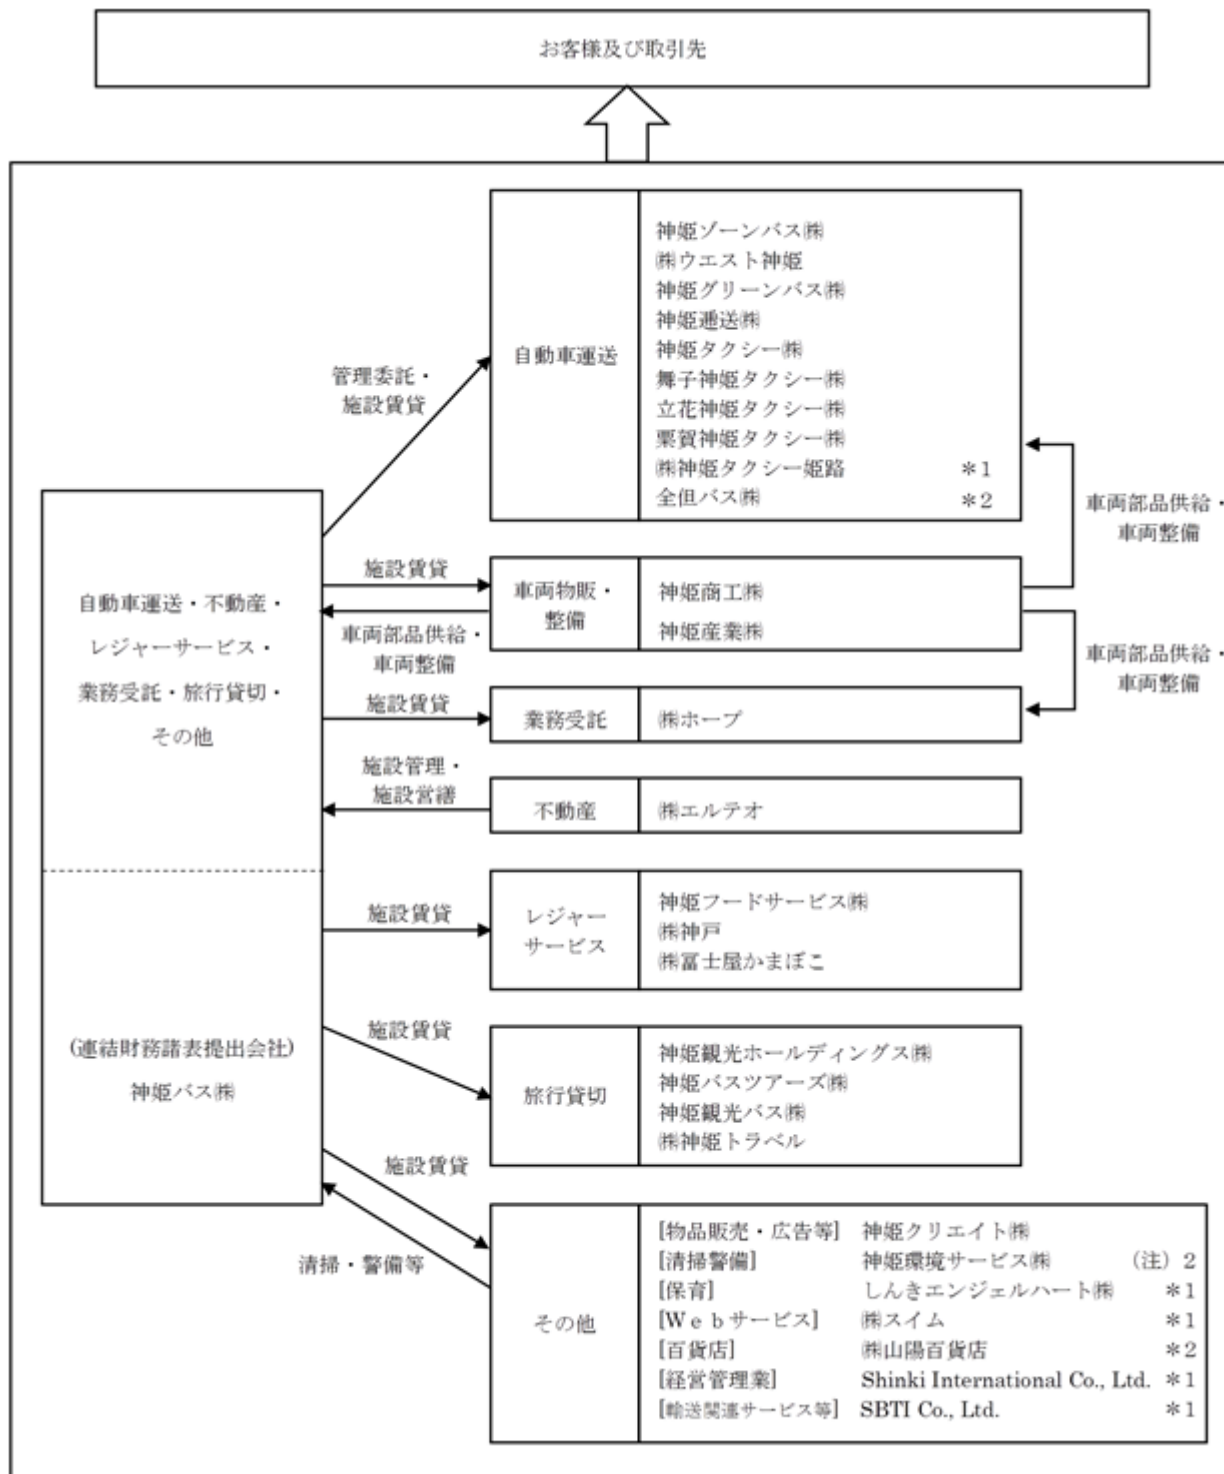 お客様及び取引先
自動車運送
神姫ゾーンバス㈱
㈱ウエスト神姫
神姫グリーンバス㈱
神姫逓送㈱
神姫タクシー㈱
舞子神姫タクシー㈱
立花神姫タクシー㈱
粟賀神姫タクシー㈱
㈱神姫タクシー姫路 ＊1
全但バス㈱ ＊2
管理委託・
施設賃貸
車両部品供給・
車両整備
自動車運送・不動産・
レジャーサービス・
業務受託・旅行貸切・
その他
施設賃貸
車両部品供給・
車両整備
車両物販・
整備
神姫商工㈱
神姫産業㈱
車両部品供給・
車両整備
施設賃貸
業務受託
㈱ホープ
施設管理・
施設営繕
不動産
㈱エルテオ
施設賃貸
レジャー
サービス
神姫フードサービス㈱
㈱神戸
㈱冨士屋かまぼこ
(連結財務諸表提出会社)
神姫バス㈱
施設賃貸
旅行貸切
神姫観光ホールディングス㈱
神姫バスツアーズ㈱
神姫観光バス㈱
㈱神姫トラベル
施設賃貸
清掃・警備等
その他
[物品販売・広告等] 神姫クリエイト㈱
[清掃警備] 神姫環境サービス㈱ （注）2
[保育] しんきエンジェルハート㈱ ＊1
[Ｗｅｂサービス] ㈱スイム ＊1
[百貨店] ㈱山陽百貨店 ＊2
[経営管理業] Shinki International Co., Ltd. ＊1
[輸送関連サービス等] SBTI Co., Ltd. ＊1